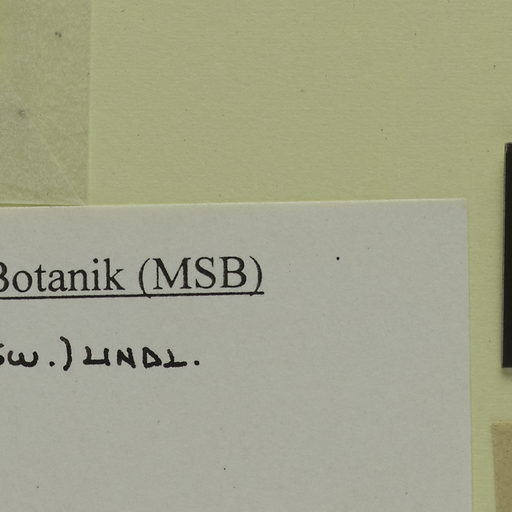 Botanik (MSB)
Sw.) LINDL.